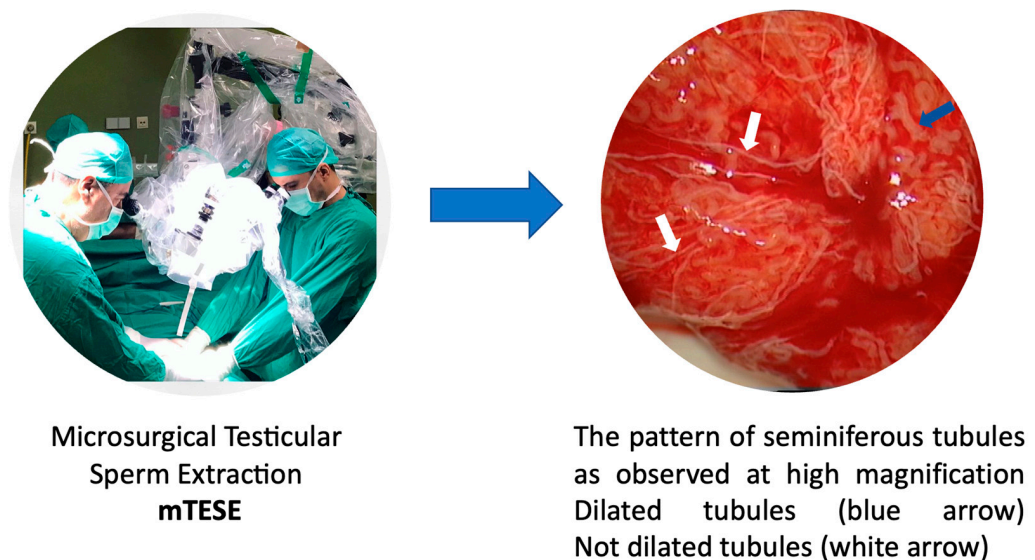 Microsurgical Testicular
Sperm Extraction
mTESE
The pattern of seminiferous tubules
as observed at high magnification
Dilated tubules (blue arrow)
Not dilated tubules (white arrow)